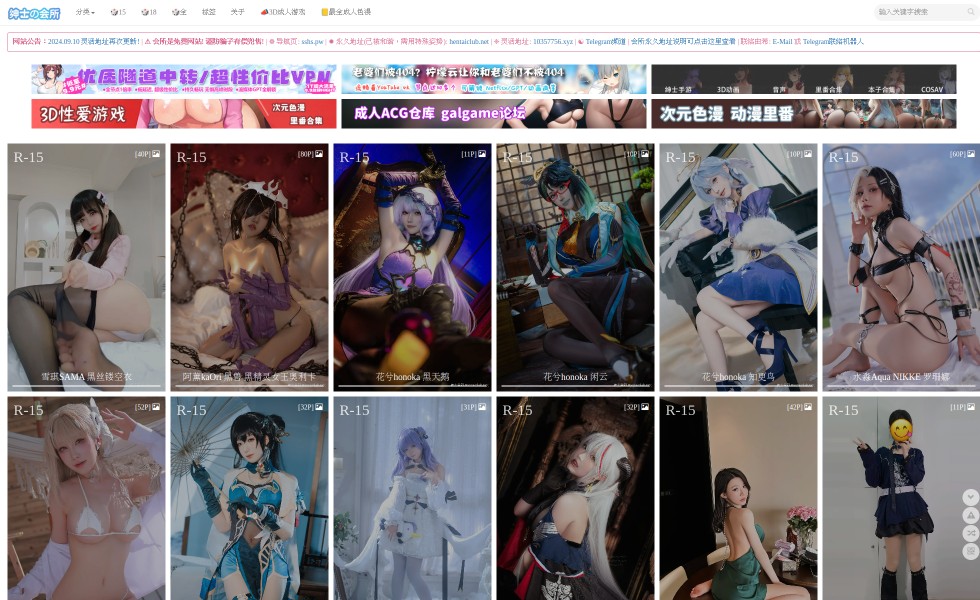 绅士の会所 分类 15 18 全 标签 关于 3D成人游戏 最全成人色漫 输入关键字搜索
网站公告：2024.09.10 灵活地址再次更新! | 会所是免费网站! 谨防骗子有偿兜售! | 导航页: sshs.pw | 永久地址(已被和谐，需用特殊姿势): hentaiclub.net | 灵活地址: 10357756.xyz | Telegram频道 | 会所永久地址说明可点击这里查看 | 联络组邮: E-Mail 或 Telegram联络机器人
优质隧道中转/超性价比VPN
老婆们被404? 柠檬云让你和老婆们不被404
绅士手游 3D动画 音声 里番合集 本子合集 COSAV
3D性爱游戏 次元色漫 里番合集
成人ACG仓库 galgame论坛
次元色漫 动漫里番
R-15 [40P]
R-15 [80P]
R-15 [11P]
R-15 [10P]
R-15 [10P]
R-15 [60P]
雪琪SAMA 黑丝镂空衣
阿薰kaOri 黑兽 黑精灵女王奥莉卡
花兮honoka 黑天鹅
花兮honoka 闲云
花兮honoka 知更鸟
水淼Aqua NIKKE 罗珊娜
R-15 [52P]
R-15 [32P]
R-15 [31P]
R-15 [32P]
R-15 [42P]
R-15 [11P]